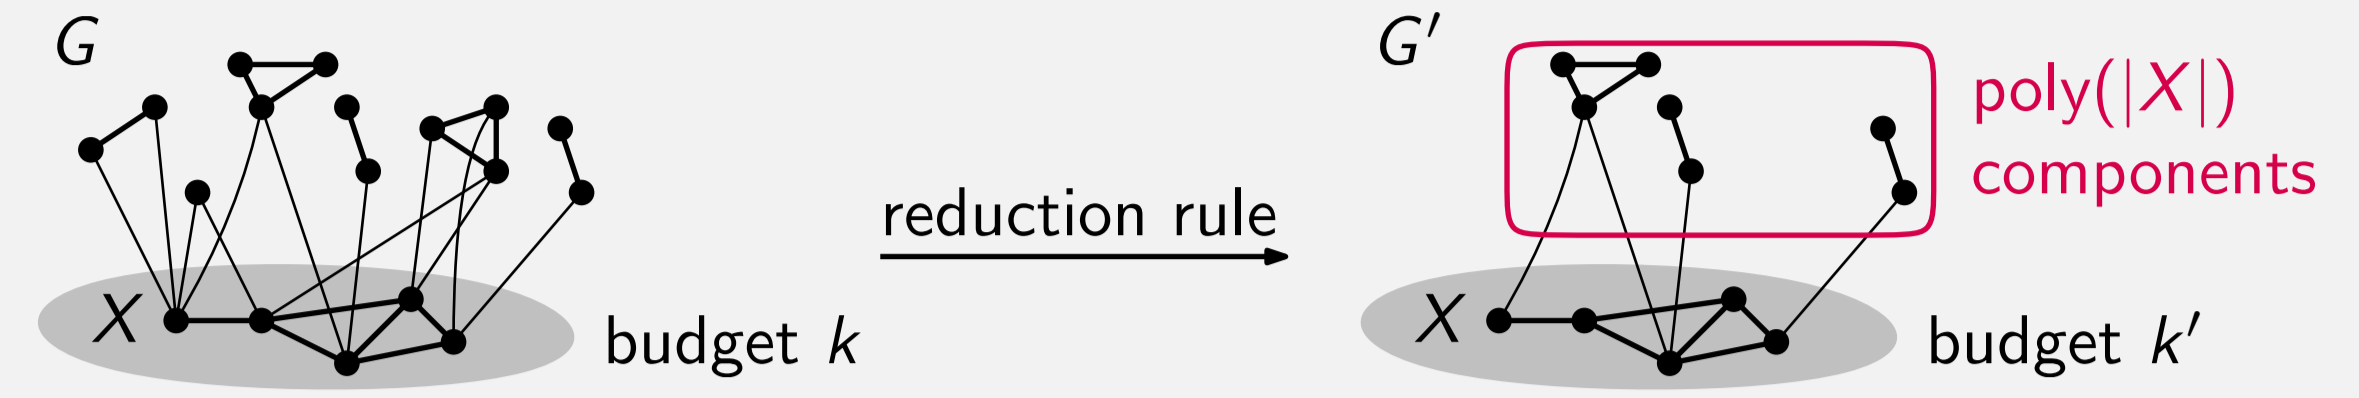 G
X
budget k
reduction rule
G′
poly(|X|)
components
X
budget k′